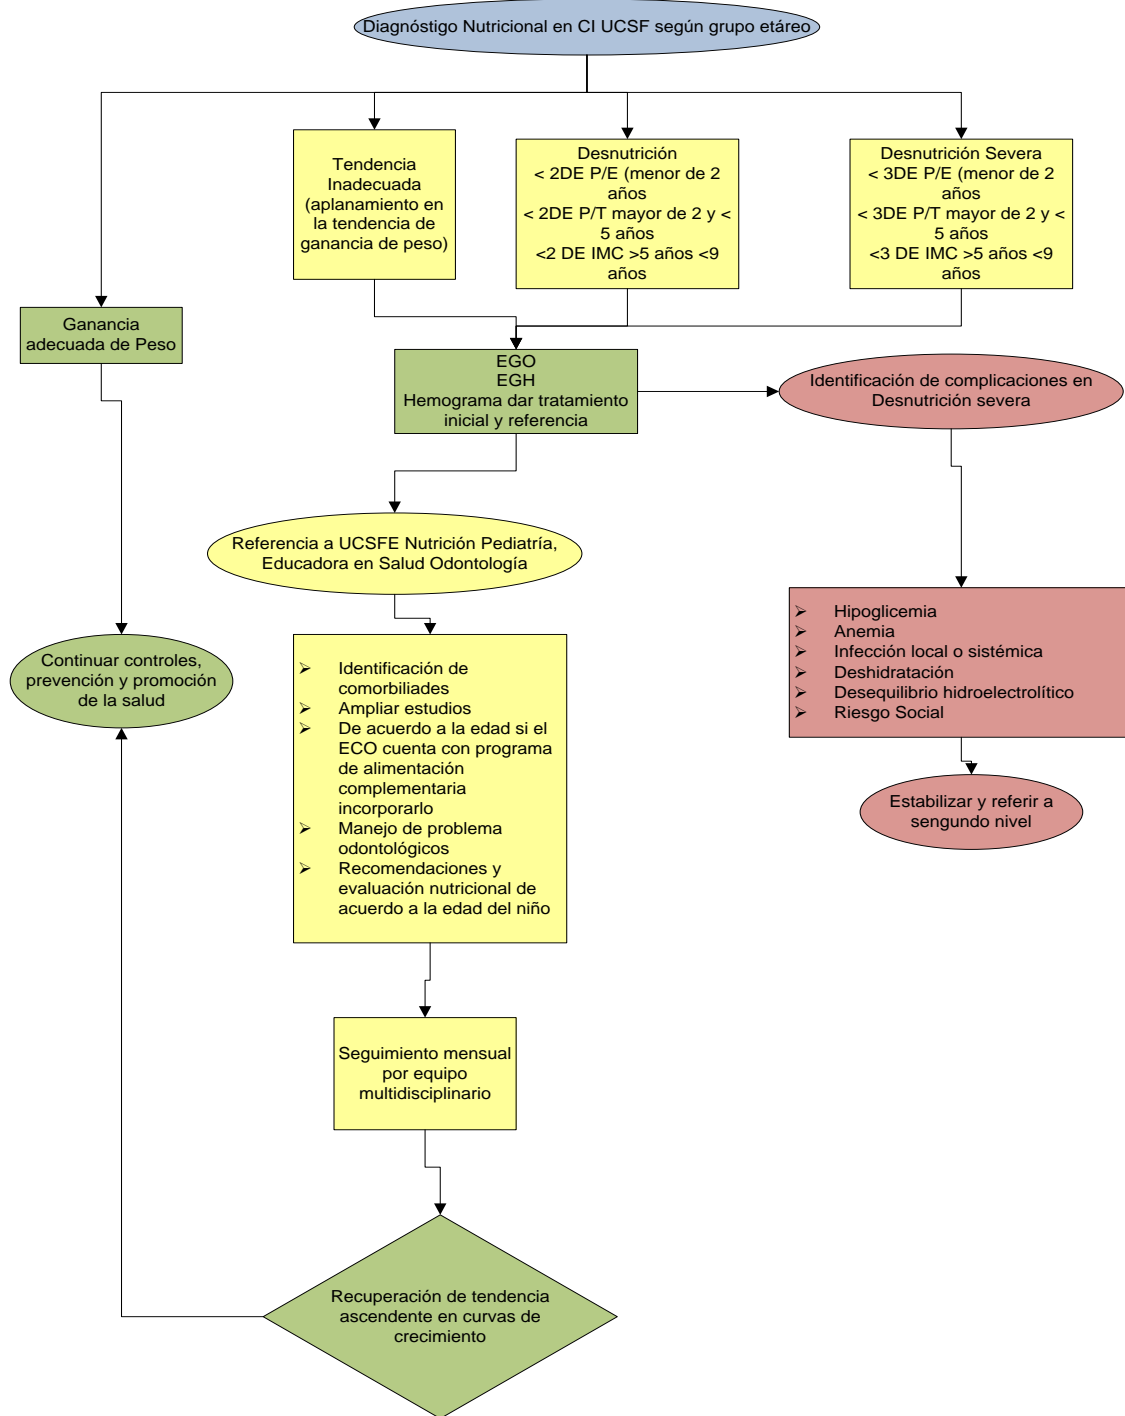 Diagnóstigo Nutricional en CI UCSF según grupo etáreo
Tendencia
Inadecuada
(aplanamiento en
la tendencia de
ganancia de peso)
Desnutrición
< 2DE P/E (menor de 2
años
< 2DE P/T mayor de 2 y <
5 años
<2 DE IMC >5 años <9
años
Desnutrición Severa
< 3DE P/E (menor de 2
años
< 3DE P/T mayor de 2 y <
5 años
<3 DE IMC >5 años <9
años
Ganancia
adecuada de Peso
EGO
EGH
Hemograma dar tratamiento
inicial y referencia
Identificación de complicaciones en
Desnutrición severa
Referencia a UCSFE Nutrición Pediatría,
Educadora en Salud Odontología
➢ Hipoglicemia
➢ Anemia
➢ Infección local o sistémica
➢ Deshidratación
➢ Desequilibrio hidroelectrolítico
➢ Riesgo Social
Continuar controles,
prevención y promoción
de la salud
➢ Identificación de
comorbiliades
➢ Ampliar estudios
➢ De acuerdo a la edad si el
ECO cuenta con programa
de alimentación
complementaria
incorporarlo
➢ Manejo de problema
odontológicos
➢ Recomendaciones y
evaluación nutricional de
acuerdo a la edad del niño
Estabilizar y referir a
sengundo nivel
Seguimiento mensual
por equipo
multidisciplinario
Recuperación de tendencia
ascendente en curvas de
crecimiento